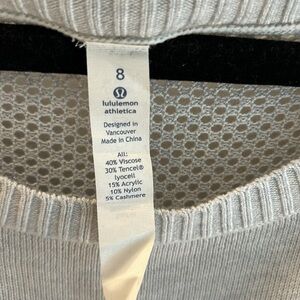 8
lululemon
athletica
Designed in
Vancouver
Made in China
All:
40% Viscose
30% Tencel®
lyocell
15% Acrylic
10% Nylon
5% Cashmere